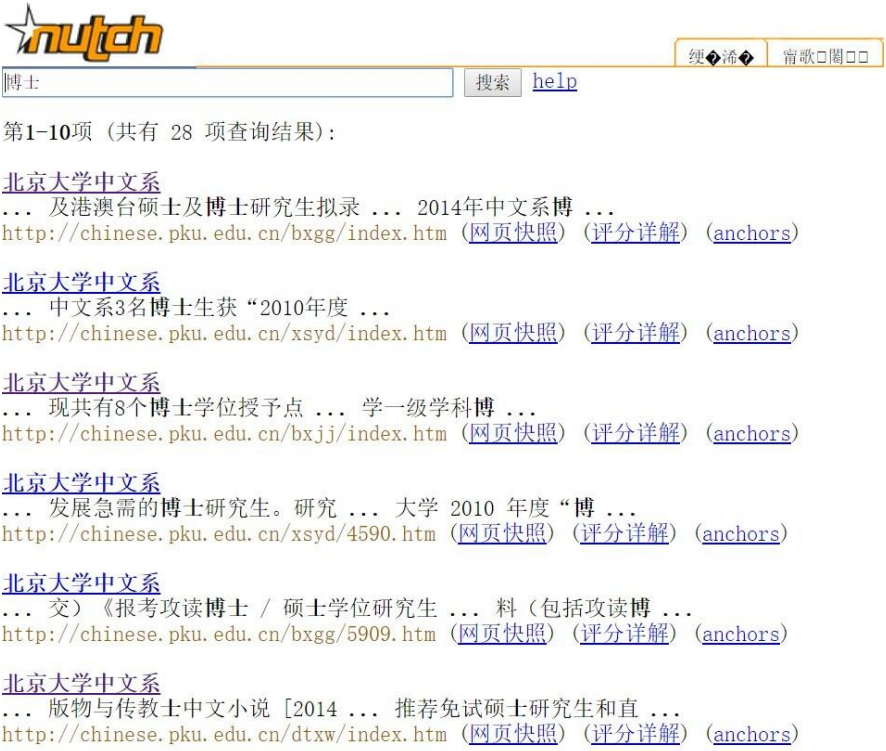 nutch
缏�浠� 甯歌□闂□□
博士 搜索 help
第1-10项 (共有 28 项查询结果):
北京大学中文系
... 及港澳台硕士及博士研究生拟录 ... 2014年中文系博 ...
http://chinese.pku.edu.cn/bxgg/index.htm (网页快照) (评分详解) (anchors)
北京大学中文系
... 中文系3名博士生获“2010年度 ...
http://chinese.pku.edu.cn/xsyd/index.htm (网页快照) (评分详解) (anchors)
北京大学中文系
... 现共有8个博士学位授予点 ... 学一级学科博 ...
http://chinese.pku.edu.cn/bxjj/index.htm (网页快照) (评分详解) (anchors)
北京大学中文系
... 发展急需的博士研究生。研究 ... 大学 2010 年度“博 ...
http://chinese.pku.edu.cn/xsyd/4590.htm (网页快照) (评分详解) (anchors)
北京大学中文系
... 交）《报考攻读博士 / 硕士学位研究生 ... 料（包括攻读博 ...
http://chinese.pku.edu.cn/bxgg/5909.htm (网页快照) (评分详解) (anchors)
北京大学中文系
... 版物与传教士中文小说 [2014 ... 推荐免试硕士研究生和直 ...
http://chinese.pku.edu.cn/dtxw/index.htm (网页快照) (评分详解) (anchors)